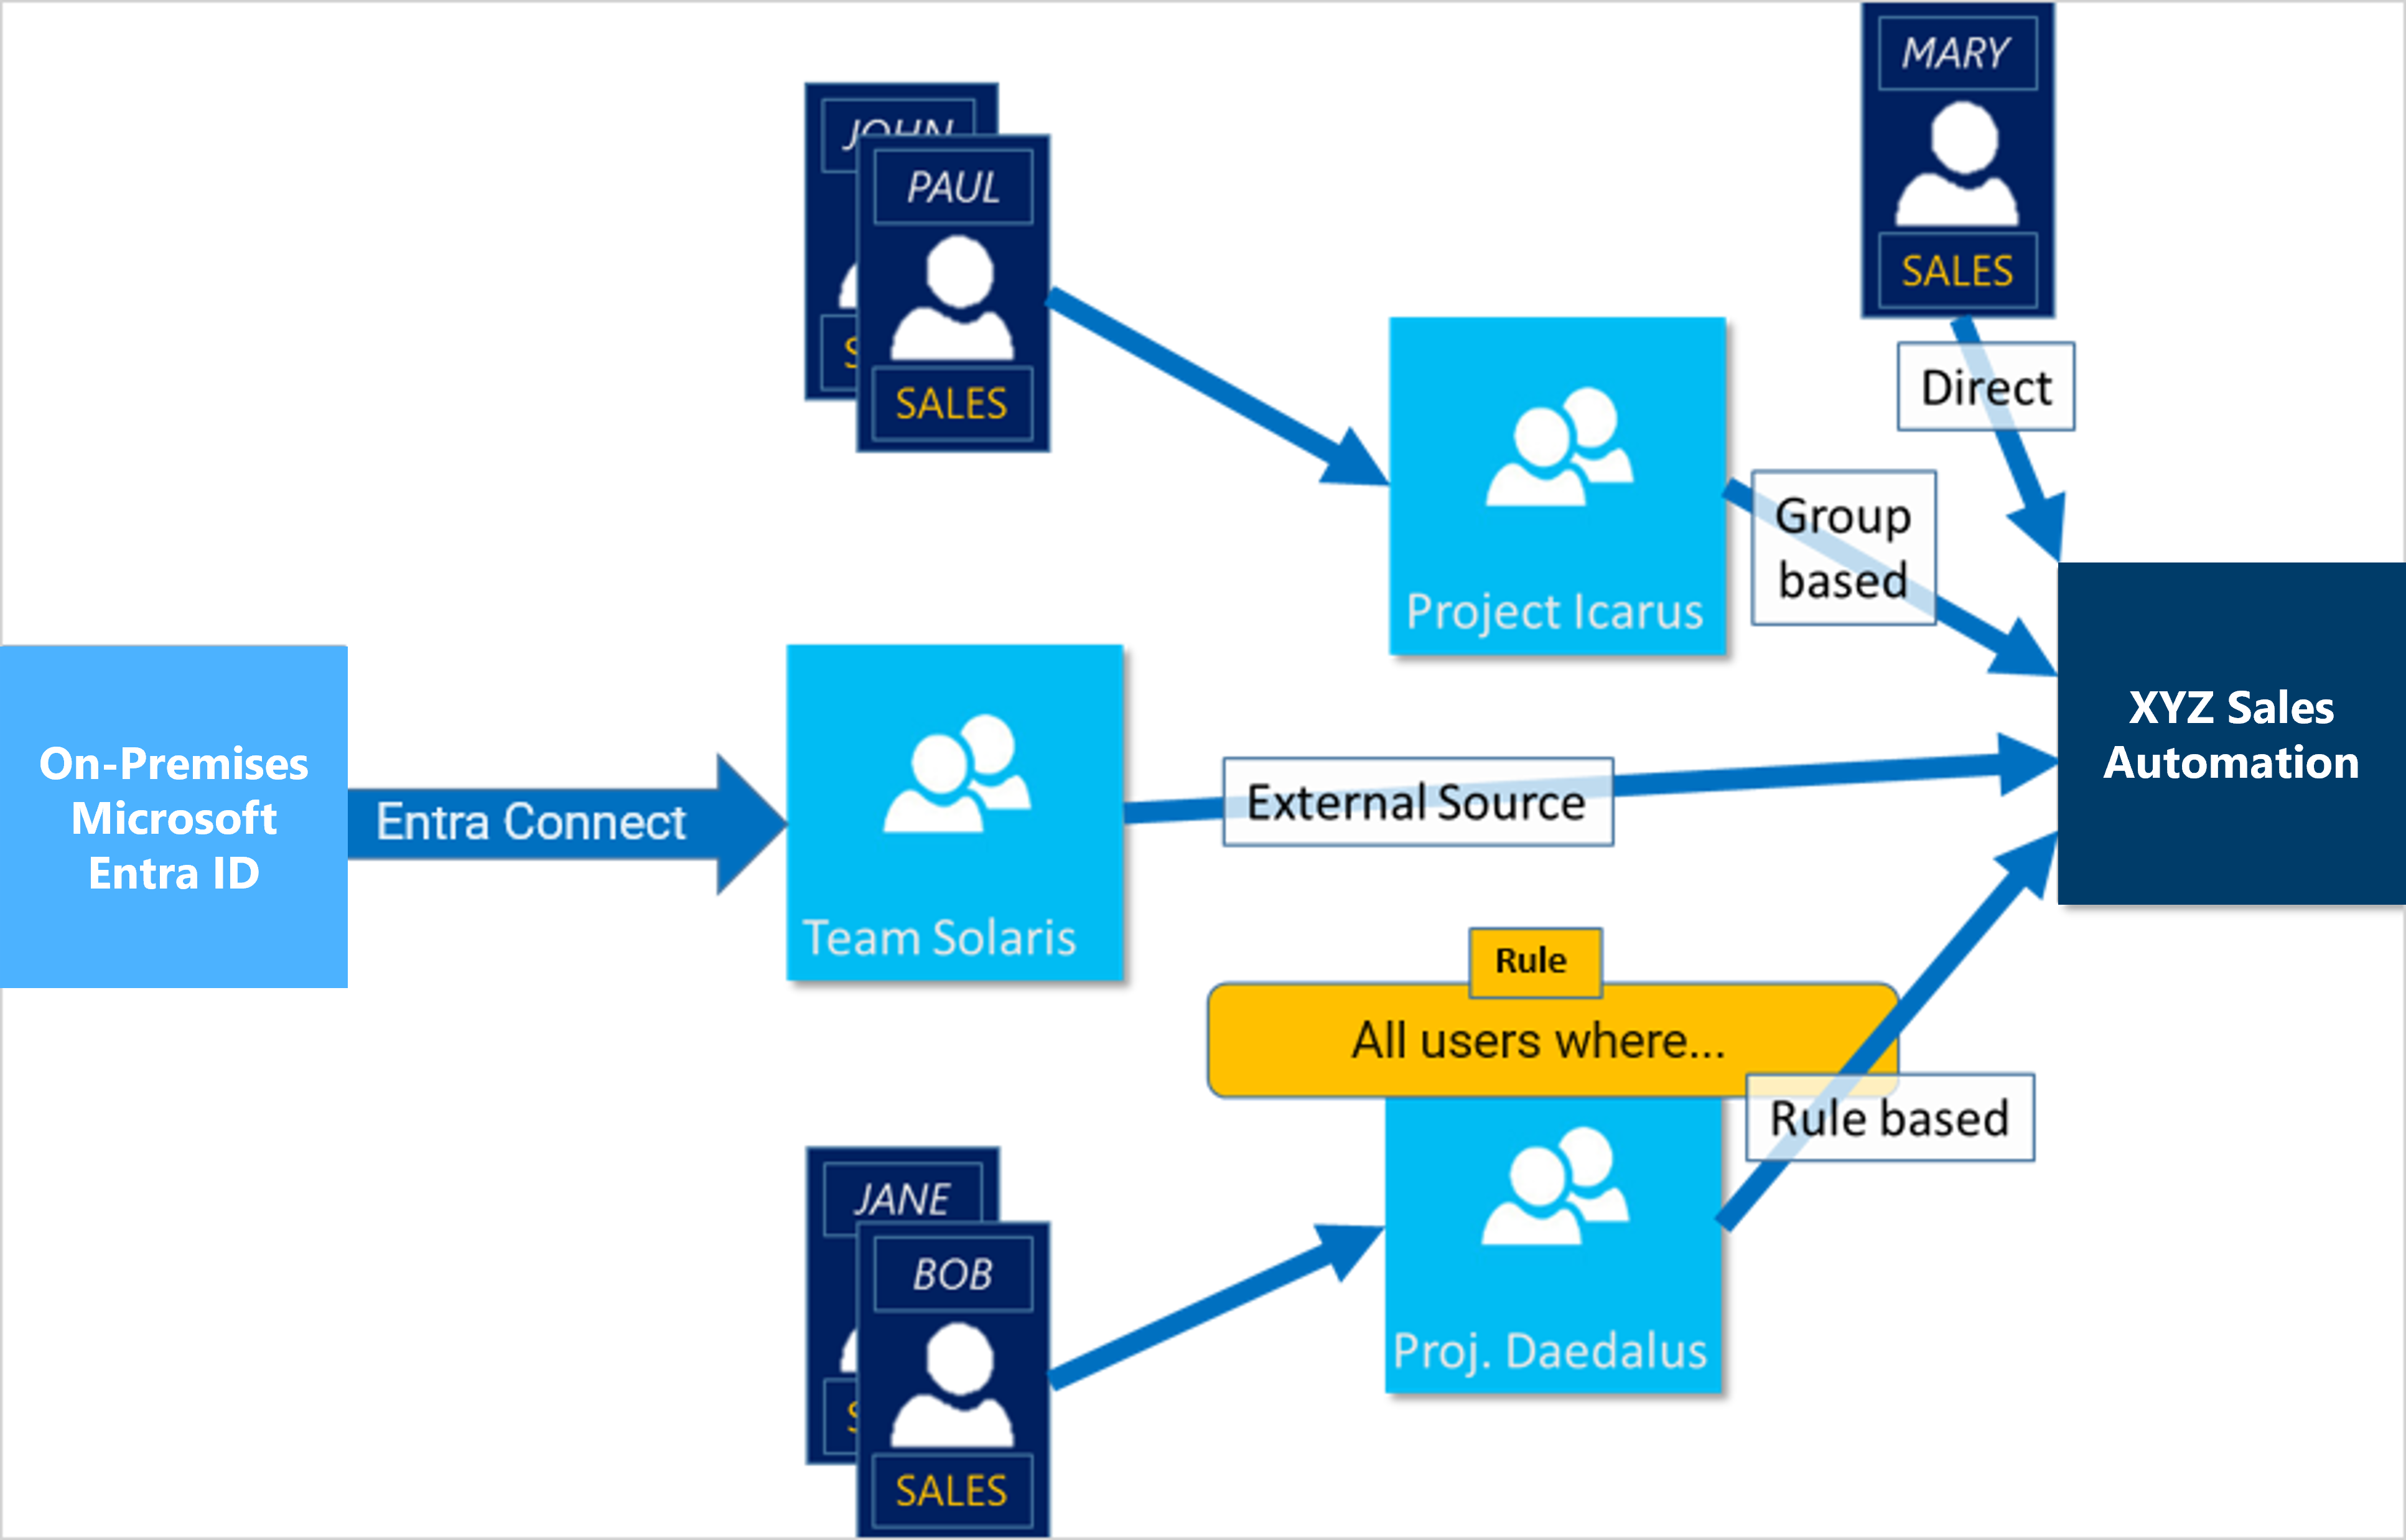 MARY
SALES
JOHN
PAUL
SALES
Direct
Group
based
Project Icarus
XYZ Sales
Automation
On-Premises
Microsoft
Entra ID
Entra Connect
Team Solaris
External Source
Rule
All users where...
Rule based
Proj. Daedalus
JANE
BOB
SALES